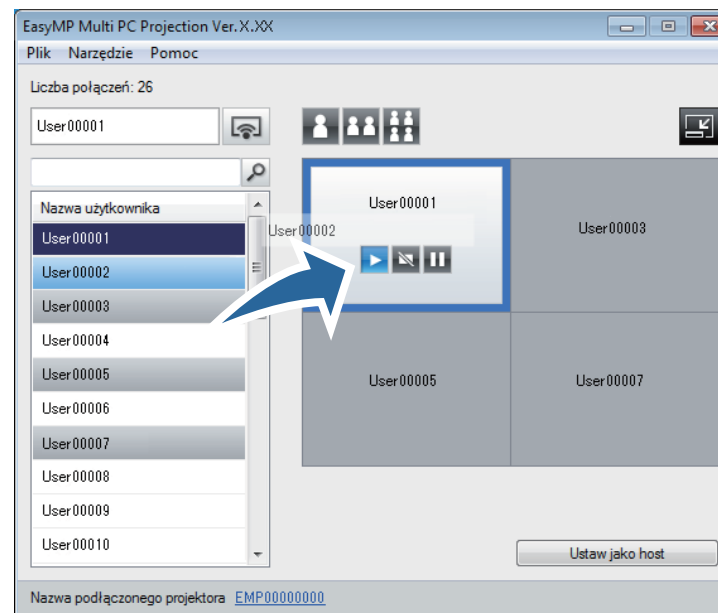 EasyMP Multi PC Projection Ver.X.XX
Plik Narzędzie Pomoc
Liczba połączeń: 26
User00001
Nazwa użytkownika
User00001
User00002
User00003
User00004
User00005
User00006
User00007
User00008
User00009
User00010
User00002
User00001
User00003
User00005
User00007
Ustaw jako host
Nazwa podłączonego projektora EMP00000000